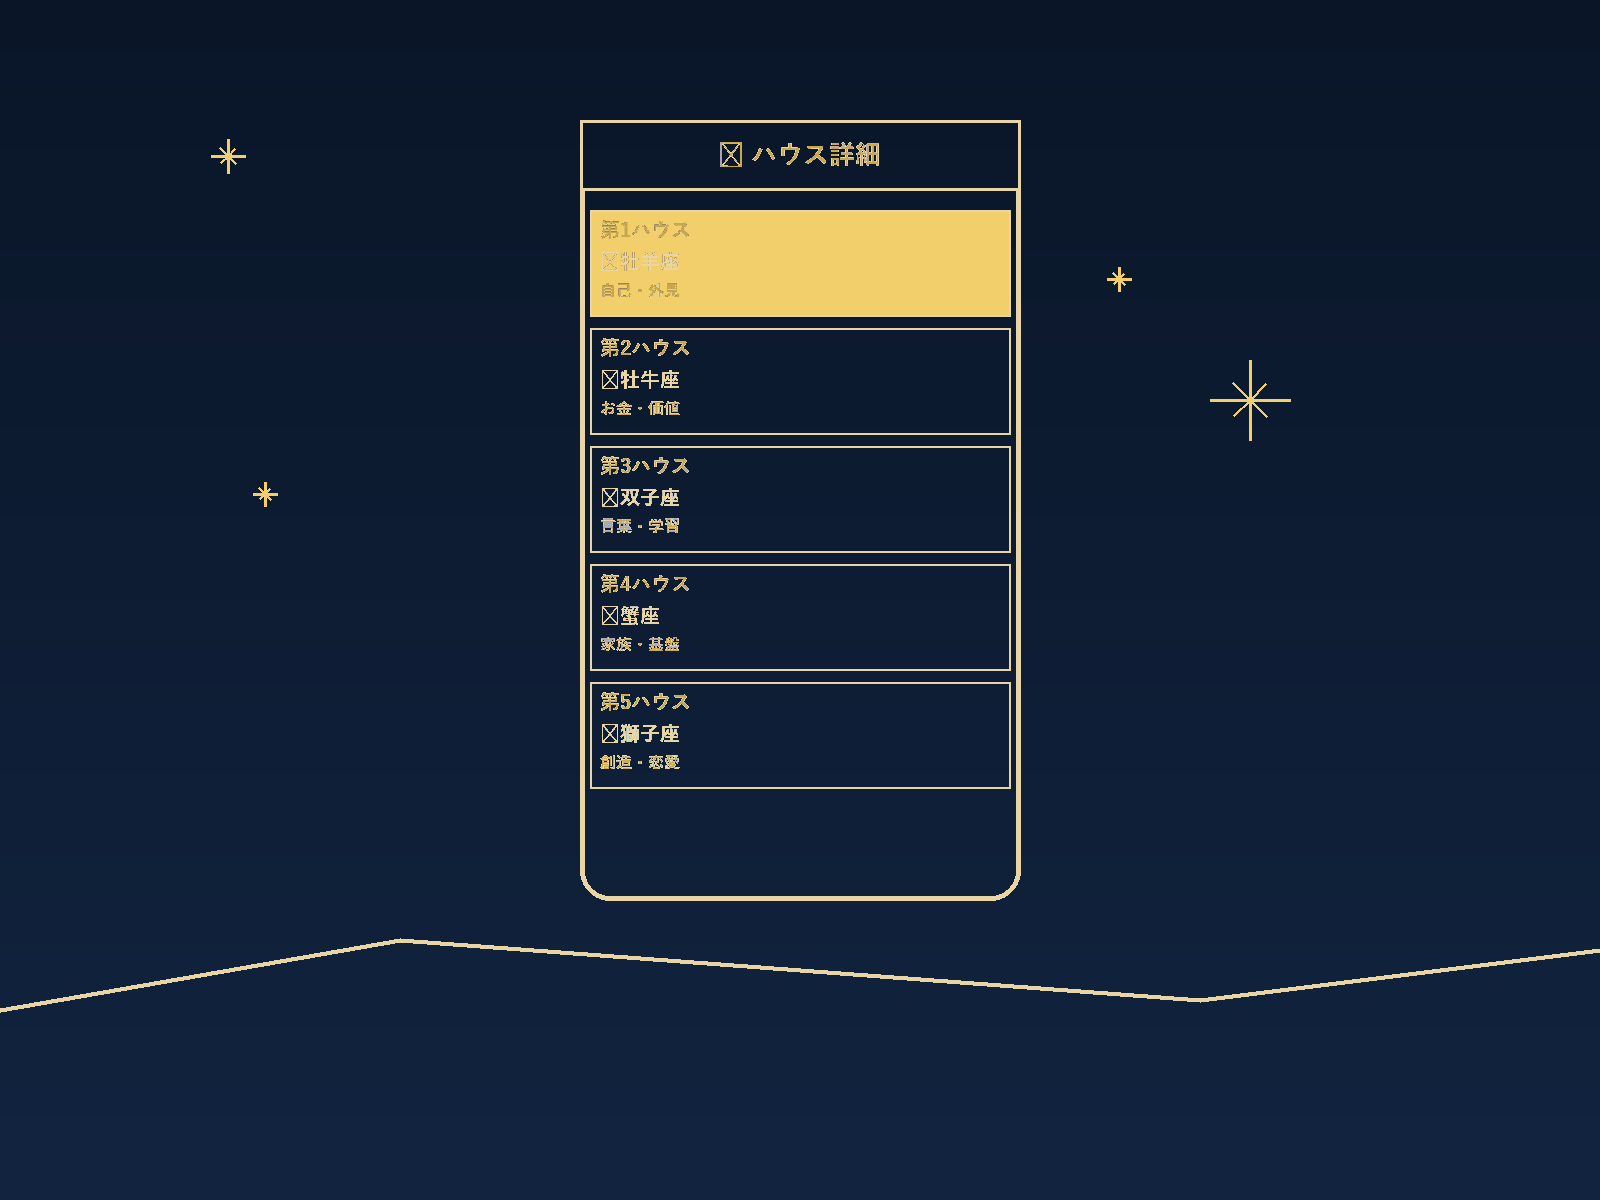 ハウス詳細
第1ハウス
牡羊座
自己・外見
第2ハウス
牡牛座
お金・価値
第3ハウス
双子座
言葉・学習
第4ハウス
蟹座
家族・基盤
第5ハウス
獅子座
創造・恋愛